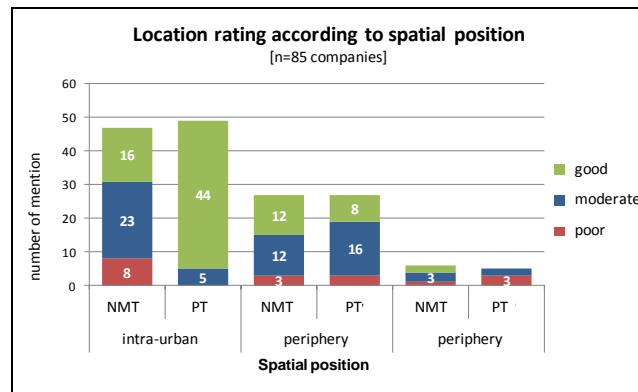 Location rating according to spatial position
[n=85 companies]
number of mention
60
50
40
30
20
10
0
16
23
8
44
5
12
12
3
8
16
3
3
good
moderate
poor
NMT PT NMT PT NMT PT
intra-urban periphery periphery
Spatial position